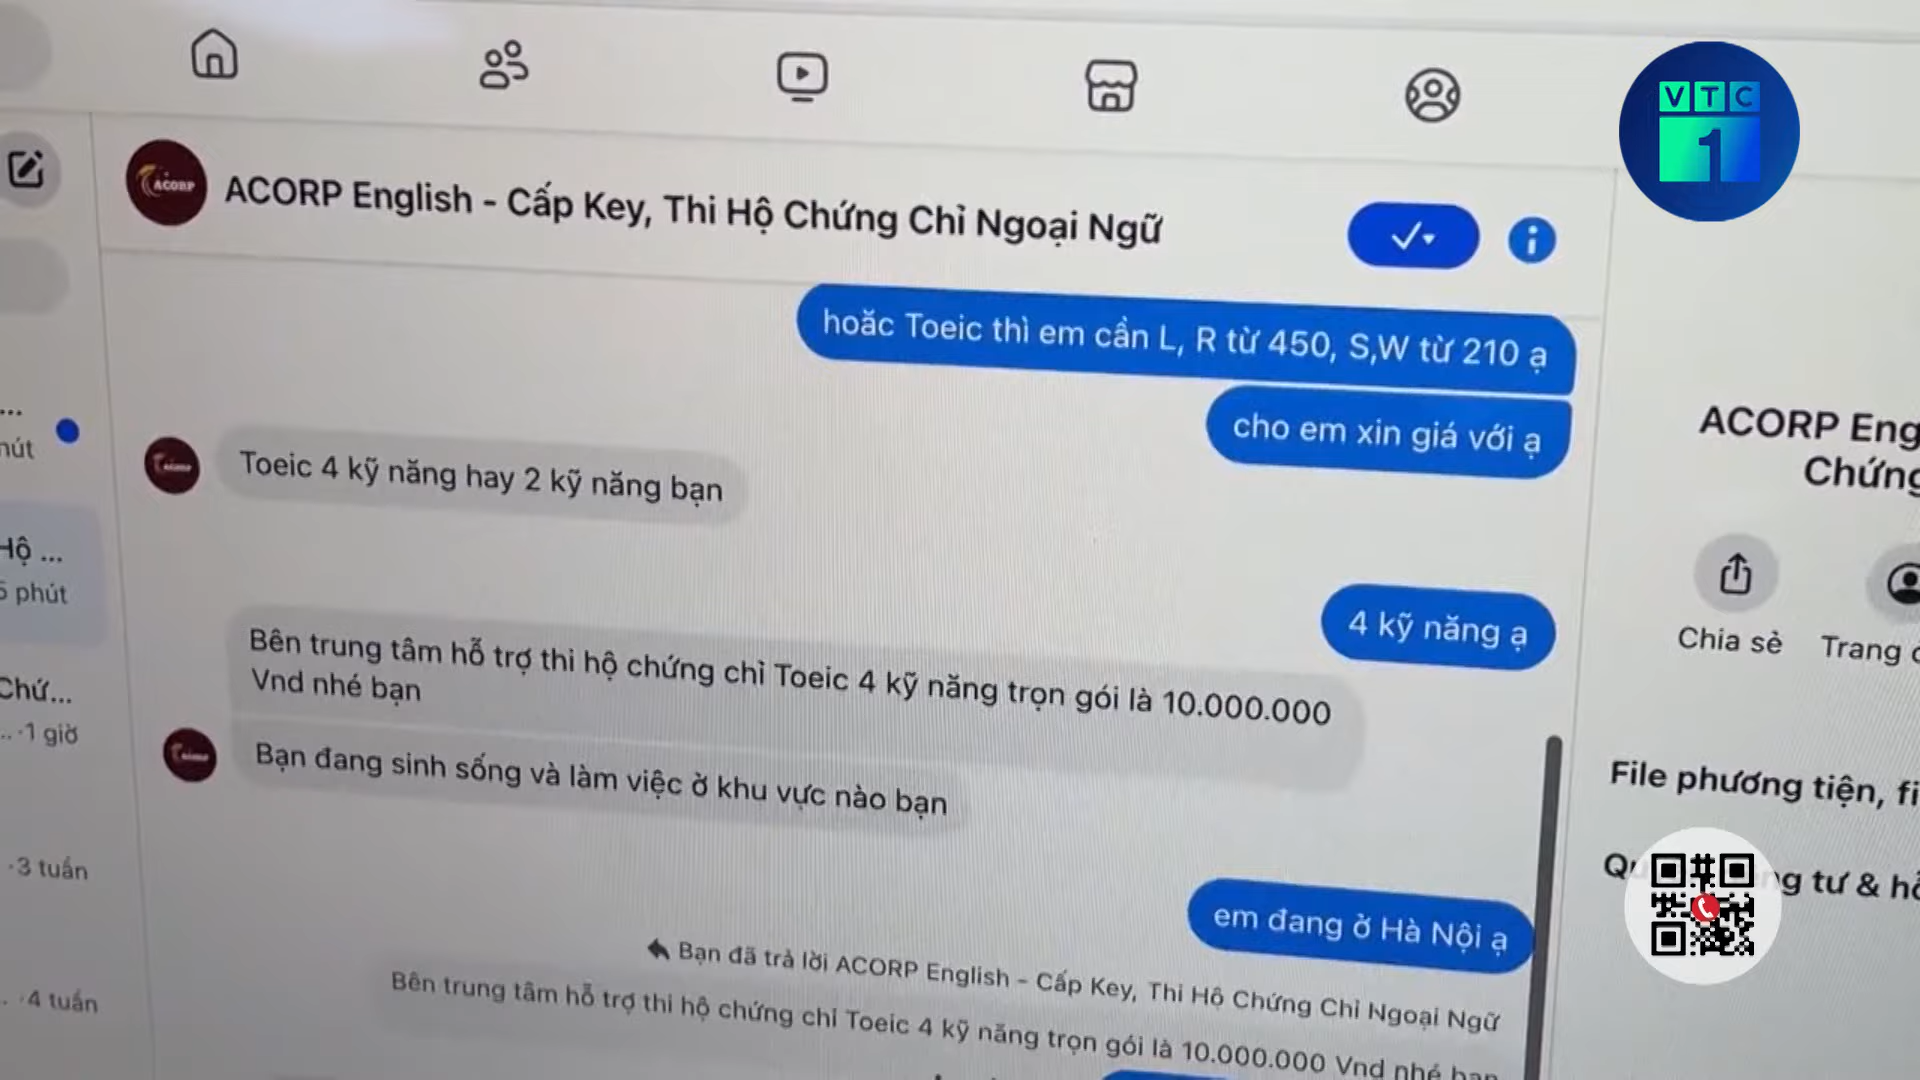 VTC
1
ACORP
ACORP English - Cấp Key, Thi Hộ Chứng Chỉ Ngoại Ngữ
hoăc Toeic thì em cần L, R từ 450, S,W từ 210 ạ
cho em xin giá với ạ
ACORP Eng
Chứng
Toeic 4 kỹ năng hay 2 kỹ năng bạn
...
hút
Hộ ...
5 phút
4 kỹ năng ạ
Chia sẻ
Trang
Bên trung tâm hỗ trợ thi hộ chứng chỉ Toeic 4 kỹ năng trọn gói là 10.000.000
Vnd nhé bạn
Chứ...
.. ·1 giờ
Bạn đang sinh sống và làm việc ở khu vực nào bạn
File phương tiện, fi
g tư & h
·3 tuần
em đang ở Hà Nội ạ
Bạn đã trả lời ACORP English - Cấp Key, Thi Hộ Chứng Chỉ Ngoại Ngữ
Bên trung tâm hỗ trợ thi hộ chứng chỉ Toeic 4 kỹ năng trọn gói là 10.000.000 Vnd nhé bạn
. ·4 tuần